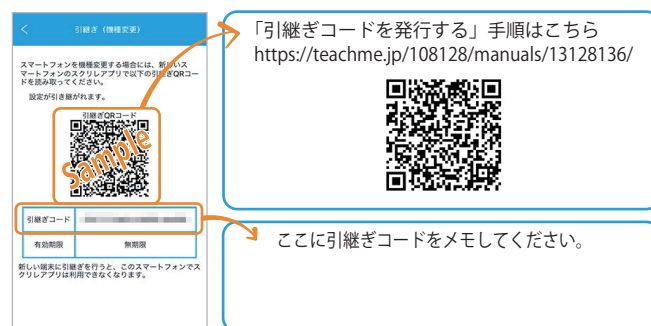 引継ぎ（機種変更）
スマートフォンを機種変更する場合には、新しいス
マートフォンのスクリレアプリで以下の引継ぎQRコー
ドを読み取ってください。
設定が引き継がれます。
引継ぎQRコード
Sample
引継ぎコード
有効期限 無期限
新しい端末に引継ぎを行うと、このスマートフォンでス
クリレアプリは利用できなくなります。
「引継ぎコードを発行する」手順はこちら
https://teachme.jp/108128/manuals/13128136/
ここに引継ぎコードをメモしてください。